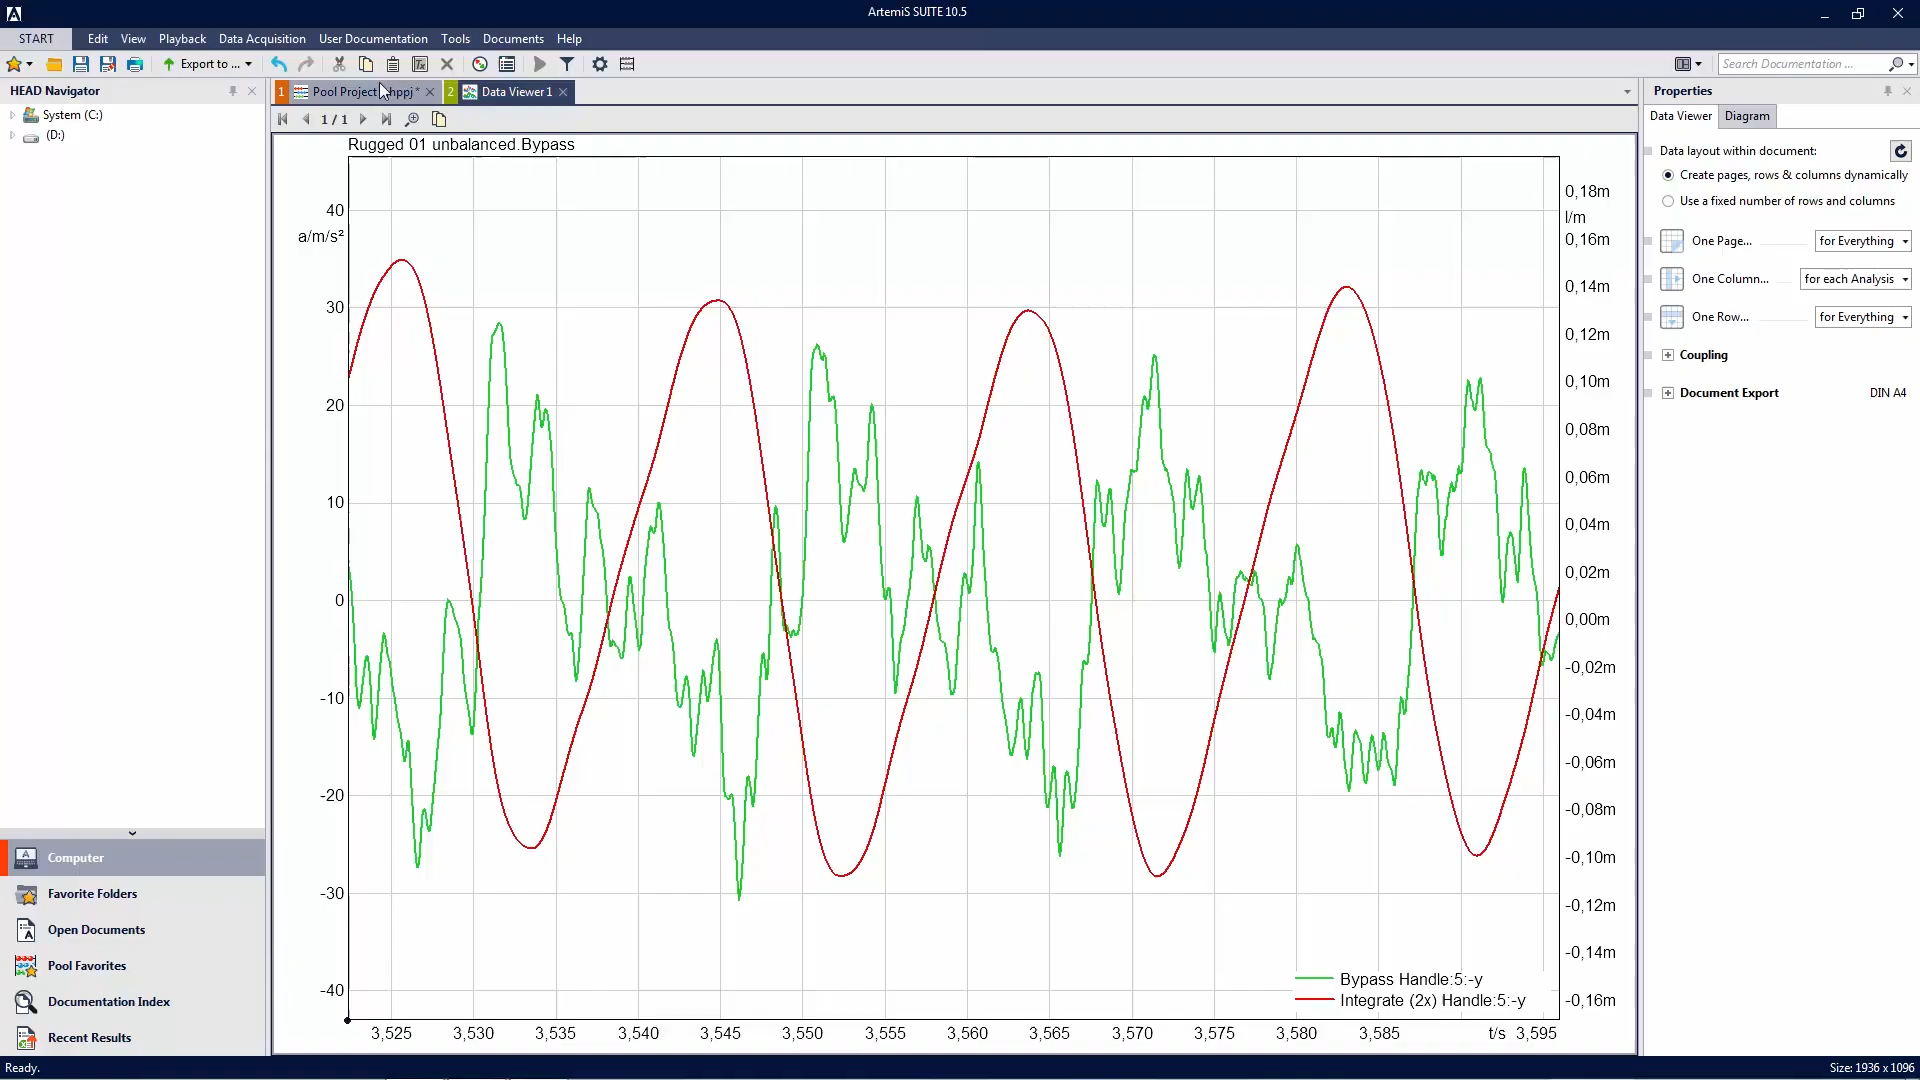 ArtemiS SUITE 10.5
START Edit View Playback Data Acquisition User Documentation Tools Documents Help
Export to ... Search Documentation ...
HEAD Navigator
System (C:)
(D:)
Computer
Favorite Folders
Open Documents
Pool Favorites
Documentation Index
Recent Results
1 Pool Project hppj * 2 Data Viewer1
1 / 1
Rugged 01 unbalanced.Bypass
40
a/m/s²
30
20
10
0
-10
-20
-30
-40
0,18m
l/m
0,16m
0,14m
0,12m
0,10m
0,08m
0,06m
0,04m
0,02m
0,00m
-0,02m
-0,04m
-0,06m
-0,08m
-0,10m
-0,12m
-0,14m
-0,16m
Bypass Handle:5:-y
Integrate (2x) Handle:5:-y
3,525 3,530 3,535 3,540 3,545 3,550 3,555 3,560 3,565 3,570 3,575 3,580 3,585 t/s 3,595
Properties
Data Viewer Diagram
Data layout within document:
Create pages, rows & columns dynamically
Use a fixed number of rows and columns
One Page... for Everything
One Column... for each Analysis
One Row... for Everything
Coupling
Document Export DIN A4
Ready.
Size: 1936 x 1096